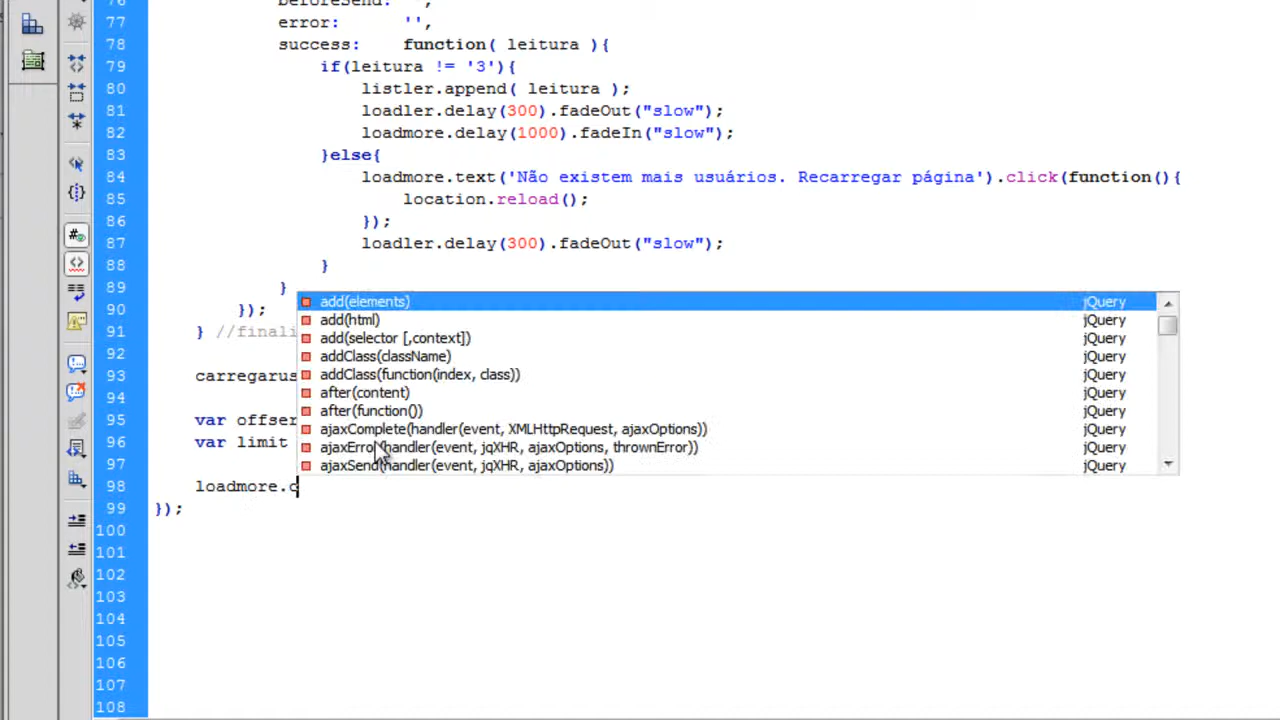 76 beforeSend: '',
77 error: '',
78 success: function( leitura ){
79 if(leitura != '3'){
80 listler.append( leitura );
81 loadler.delay(300).fadeOut("slow");
82 loadmore.delay(1000).fadeIn("slow");
83 }else{
84 loadmore.text('Não existem mais usuários. Recarregar página').click(function(){
85 location.reload();
86 });
87 loadler.delay(300).fadeOut("slow");
88 }
89 }
90 });
91 } //finali
92
93 carregarus
94
95 var offser
96 var limit
97
98 loadmore.c
99 });
100
101
102
103
104
105
106
107
108
add(elements) jQuery
add(html) jQuery
add(selector [,context]) jQuery
addClass(className) jQuery
addClass(function(index, class)) jQuery
after(content) jQuery
after(function()) jQuery
ajaxComplete(handler(event, XMLHttpRequest, ajaxOptions)) jQuery
ajaxError(handler(event, jqXHR, ajaxOptions, thrownError)) jQuery
ajaxSend(handler(event, jqXHR, ajaxOptions)) jQuery